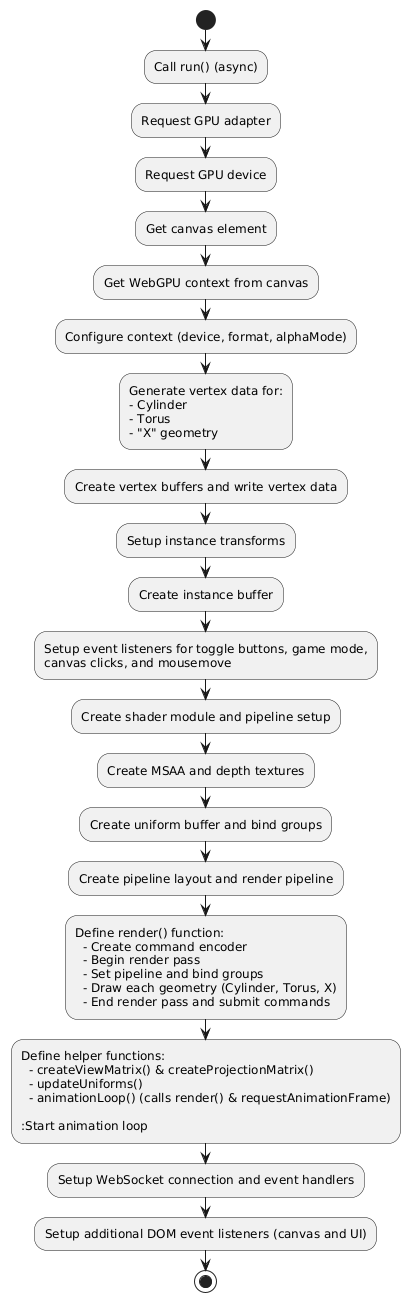 Call run() (async)
Request GPU adapter
Request GPU device
Get canvas element
Get WebGPU context from canvas
Configure context (device, format, alphaMode)
Generate vertex data for:
- Cylinder
- Torus
- "X" geometry
Create vertex buffers and write vertex data
Setup instance transforms
Create instance buffer
Setup event listeners for toggle buttons, game mode,
canvas clicks, and mousemove
Create shader module and pipeline setup
Create MSAA and depth textures
Create uniform buffer and bind groups
Create pipeline layout and render pipeline
Define render() function:
- Create command encoder
- Begin render pass
- Set pipeline and bind groups
- Draw each geometry (Cylinder, Torus, X)
- End render pass and submit commands
Define helper functions:
- createViewMatrix() & createProjectionMatrix()
- updateUniforms()
- animationLoop() (calls render() & requestAnimationFrame)
:Start animation loop
Setup WebSocket connection and event handlers
Setup additional DOM event listeners (canvas and UI)